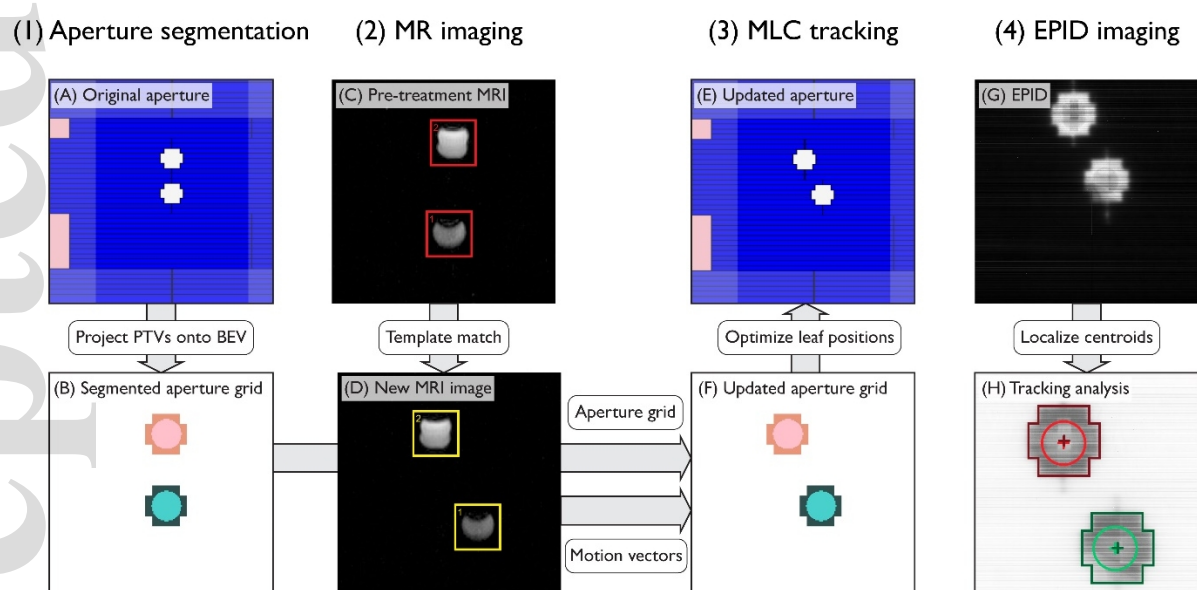 (1) Aperture segmentation
(2) MR imaging
(3) MLC tracking
(4) EPID imaging
(A) Original aperture
(C) Pre-treatment MRI
(E) Updated aperture
(G) EPID
2
1
Project PTVs onto BEV
Template match
Optimize leaf positions
Localize centroids
(B) Segmented aperture grid
(D) New MRI image
(F) Updated aperture grid
(H) Tracking analysis
2
Aperture grid
1
Motion vectors